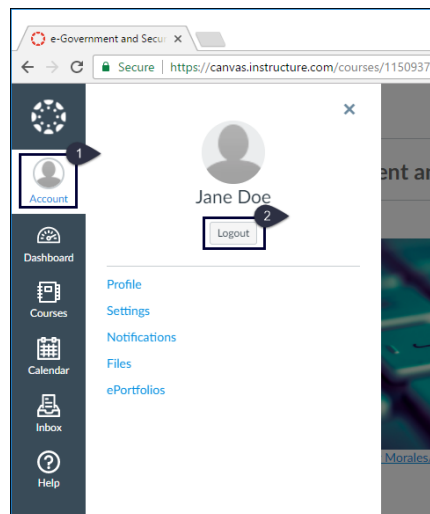 e-Government and Secur
Secure | https://canvas.instructure.com/courses/1150937
1
Account
Dashboard
Courses
Calendar
Inbox
Help
Jane Doe
2
Logout
Profile
Settings
Notifications
Files
ePortfolios
ent a
Morales